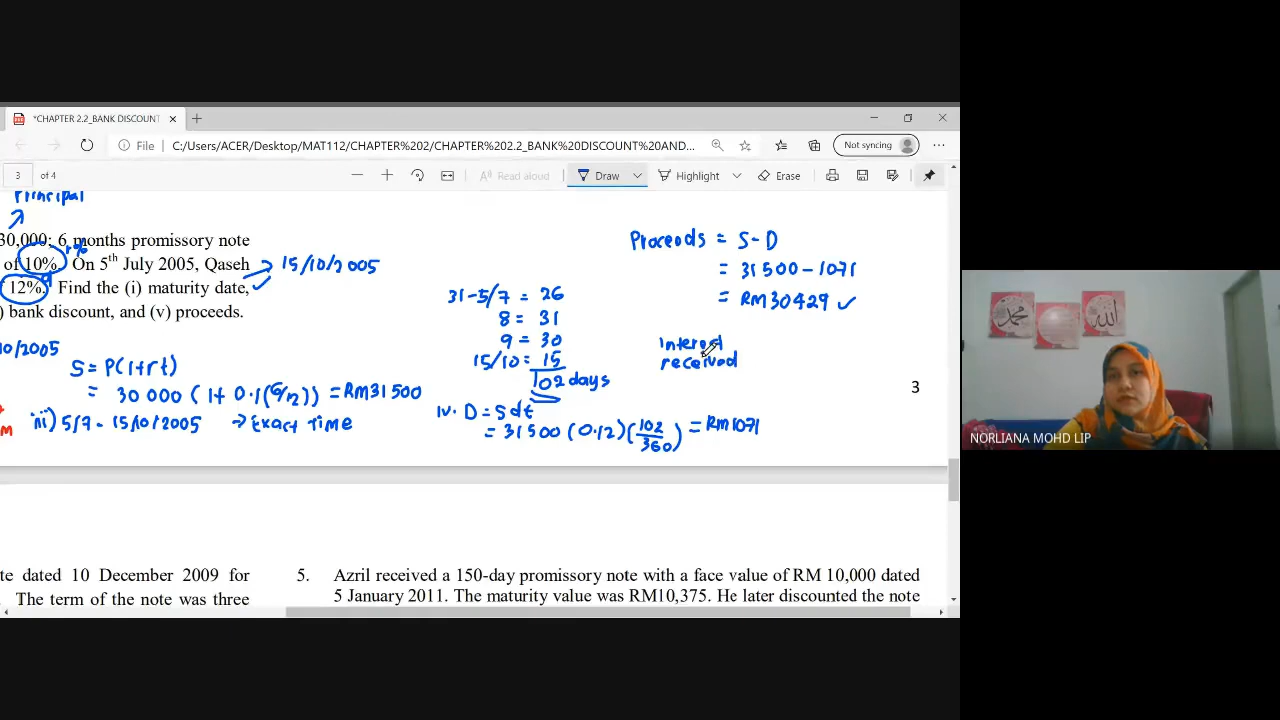 *CHAPTER 2.2_BANK DISCOUNT
File
C:/Users/ACER/Desktop/MAT112/CHAPTER%202/CHAPTER%202.2_BANK%20DISCOUNT%20AND...
Not syncing
3 of 4
Read aloud
Draw
Highlight
Erase
Principal
30,000; 6 months promissory note
r%
of 10%. On 5th July 2005, Qaseh
15/10/2005
d
12%. Find the (i) maturity date,
) bank discount, and (v) proceeds.
10/2005
S = P(1+rt)
= 30 000 (1 + 0.1(6/12)) = RM31 500
iii) 5/7 - 15/10/2005 → Exact Time
31-5/7 = 26
8 = 31
9 = 30
15/10 = 15
102 days
iv. D = Sdt
= 31500 (0.12) (102/360) = RM1071
Proceeds = S - D
= 31 500 - 1071
= RM30429 ✓
Interest
received
3
te dated 10 December 2009 for
The term of the note was three
5. Azril received a 150-day promissory note with a face value of RM 10,000 dated
5 January 2011. The maturity value was RM10,375. He later discounted the note
NORLIANA MOHD LIP
محمد
الله